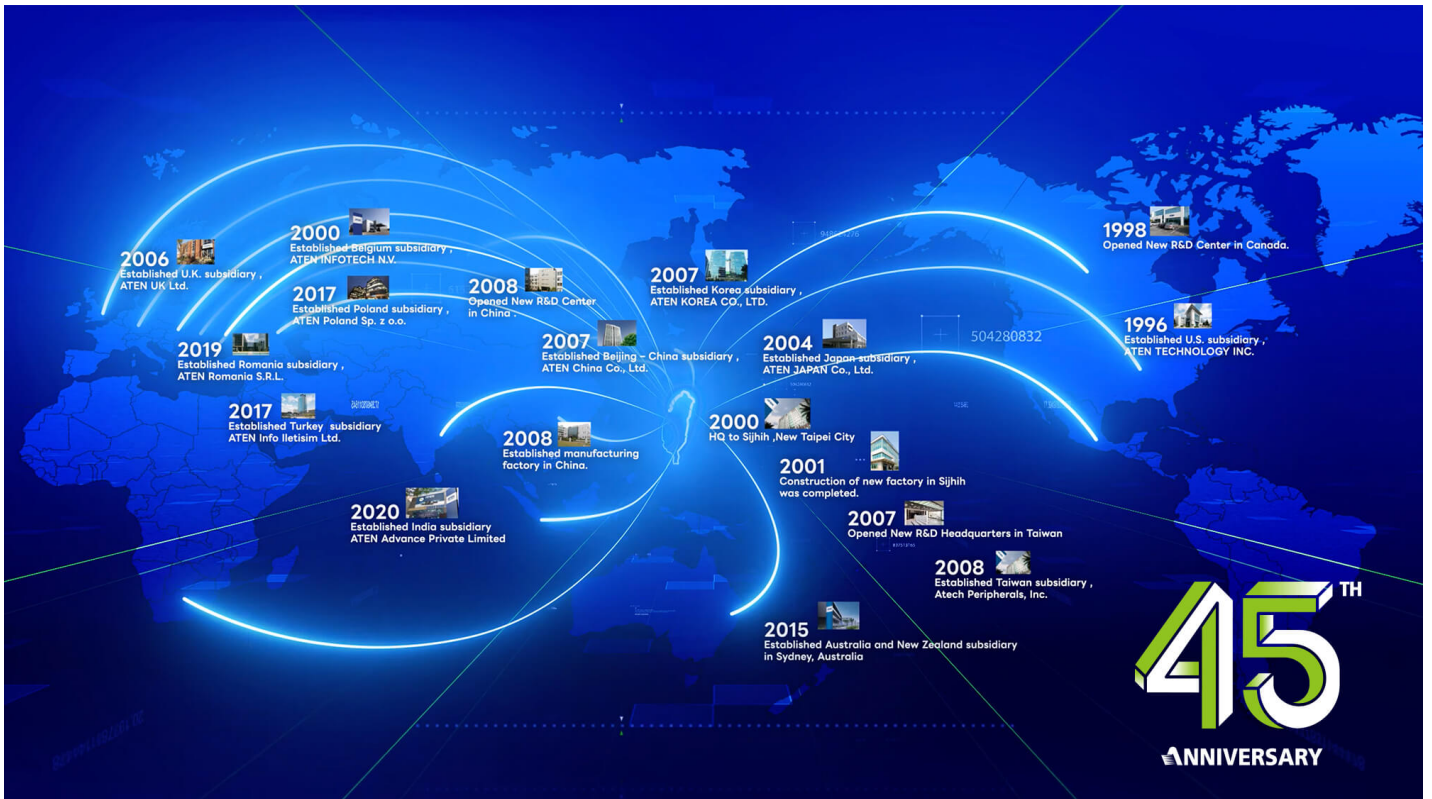 2006
Established U.K. subsidiary ,
ATEN UK Ltd.
2000
Established Belgium subsidiary ,
ATEN INFOTECH N.V.
2017
Established Poland subsidiary ,
ATEN Poland Sp. z o.o.
2008
Opened New R&D Center
in China .
2007
Established Korea subsidiary ,
ATEN KOREA CO., LTD.
948054276
1998
Opened New R&D Center in Canada.
1996
Established U.S. subsidiary ,
ATEN TECHNOLOGY INC.
504280832
2019
Established Romania subsidiary ,
ATEN Romania S.R.L.
2007
Established Beijing – China subsidiary ,
ATEN China Co., Ltd.
2004
Established Japan subsidiary ,
ATEN JAPAN Co., Ltd.
2017
Established Turkey subsidiary
ATEN Info Iletisim Ltd.
2008
Established manufacturing
factory in China.
2000
HQ to Sijhih ,New Taipei City
2001
Construction of new factory in Sijhih
was completed.
2020
Established India subsidiary
ATEN Advance Private Limited
2007
Opened New R&D Headquarters in Taiwan
2008
Established Taiwan subsidiary ,
Atech Peripherals, Inc.
2015
Established Australia and New Zealand subsidiary
in Sydney, Australia
45TH
ANNIVERSARY